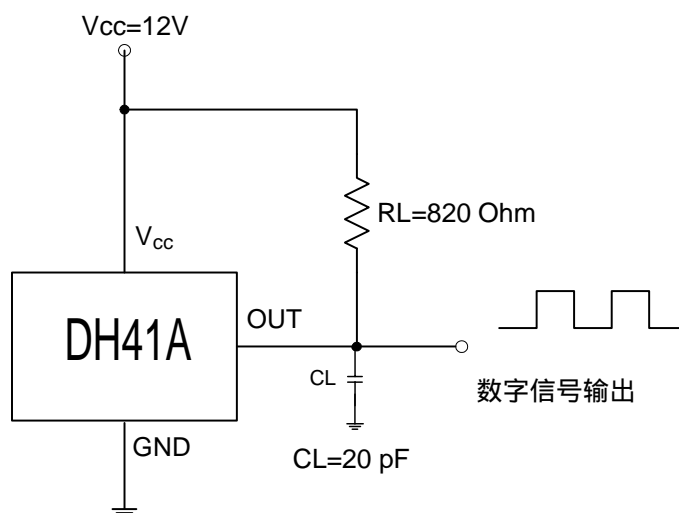 Vcc=12V
RL=820 Ohm
Vcc
DH41A
OUT
CL
数字信号输出
GND
CL=20 pF